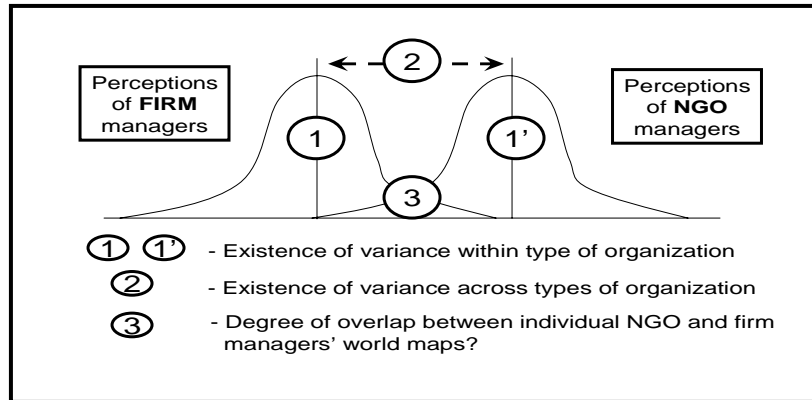 2
Perceptions
of FIRM
managers
Perceptions
of NGO
managers
1
1’
3
1 1’ - Existence of variance within type of organization
2 - Existence of variance across types of organization
3 - Degree of overlap between individual NGO and firm
managers’ world maps?